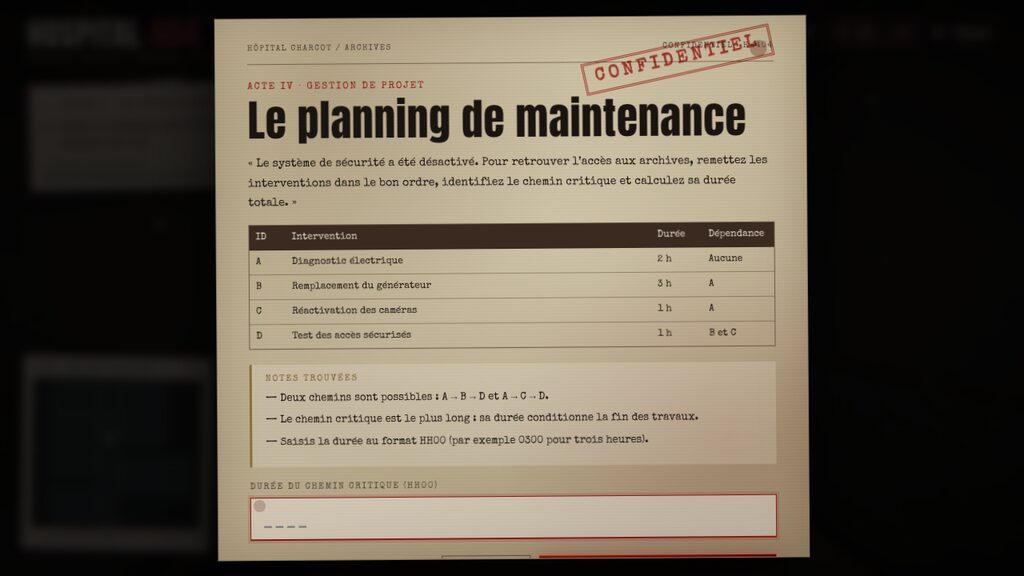 HÔPITAL CHARCOT / ARCHIVES
CONFIDENTIEL
ACTE IV · GESTION DE PROJET
Le planning de maintenance
« Le système de sécurité a été désactivé. Pour retrouver l'accès aux archives, remettez les
interventions dans le bon ordre, identifiez le chemin critique et calculez sa durée
totale. »
ID Intervention Durée Dépendance
A Diagnostic électrique 2 h Aucune
B Remplacement du générateur 3 h A
C Réactivation des caméras 1 h A
D Test des accès sécurisés 1 h B et C
NOTES TROUVÉES
— Deux chemins sont possibles : A → B → D et A → C → D.
— Le chemin critique est le plus long : sa durée conditionne la fin des travaux.
— Saisis la durée au format HH00 (par exemple 0300 pour trois heures).
DURÉE DU CHEMIN CRITIQUE (HH00)
____